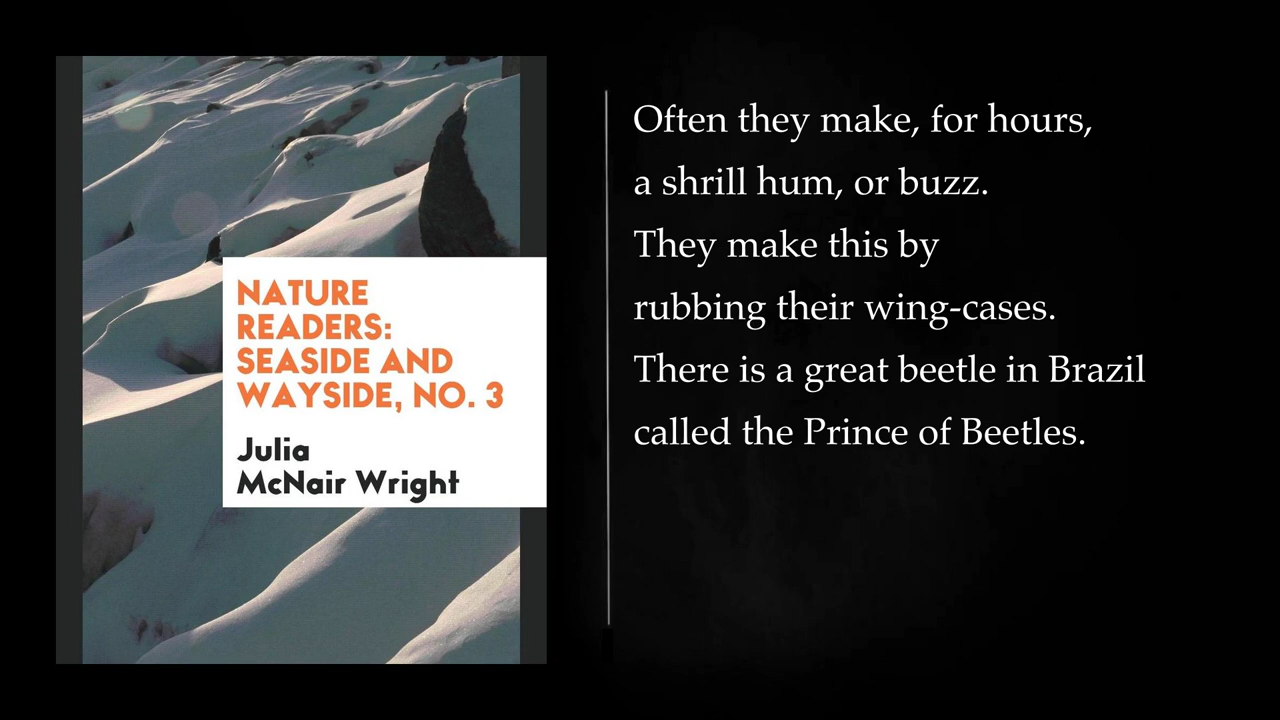 NATURE
READERS:
SEASIDE AND
WAYSIDE, NO. 3
Julia
McNair Wright
Often they make, for hours,
a shrill hum, or buzz.
They make this by
rubbing their wing-cases.
There is a great beetle in Brazil
called the Prince of Beetles.